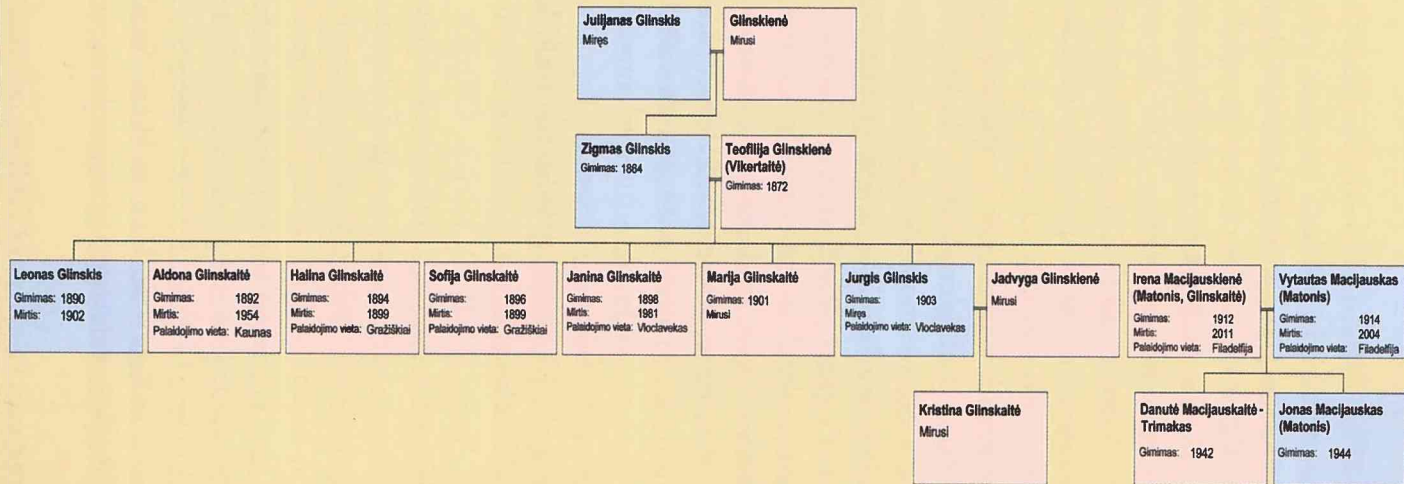 Julijanas Glinskis
Miręs
Glinskienė
Mirusi
Zigmas Glinskis
Gimimas: 1864
Teofilija Glinskienė
(Vikertaitė)
Gimimas: 1872
Leonas Glinskis
Gimimas: 1890
Mirtis: 1902
Aldona Glinskaitė
Gimimas: 1892
Mirtis: 1954
Palaidojimo vieta: Kaunas
Halina Glinskaitė
Gimimas: 1894
Mirtis: 1899
Palaidojimo vieta: Gražiškiai
Sofija Glinskaitė
Gimimas: 1896
Mirtis: 1899
Palaidojimo vieta: Gražiškiai
Janina Glinskaitė
Gimimas: 1898
Mirtis: 1981
Palaidojimo vieta: Vloclavekas
Marija Glinskaitė
Gimimas: 1901
Mirusi
Jurgis Glinskis
Gimimas: 1903
Miręs
Palaidojimo vieta: Vloclavekas
Jadvyga Glinskienė
Mirusi
Irena Macijauskienė
(Matonis, Glinskaitė)
Gimimas: 1912
Mirtis: 2011
Palaidojimo vieta: Filadelfija
Vytautas Macijauskas
(Matonis)
Gimimas: 1914
Mirtis: 2004
Palaidojimo vieta: Filadelfija
Kristina Glinskaitė
Mirusi
Danutė Macijauskaitė -
Trimakas
Gimimas: 1942
Jonas Macijauskas
(Matonis)
Gimimas: 1944